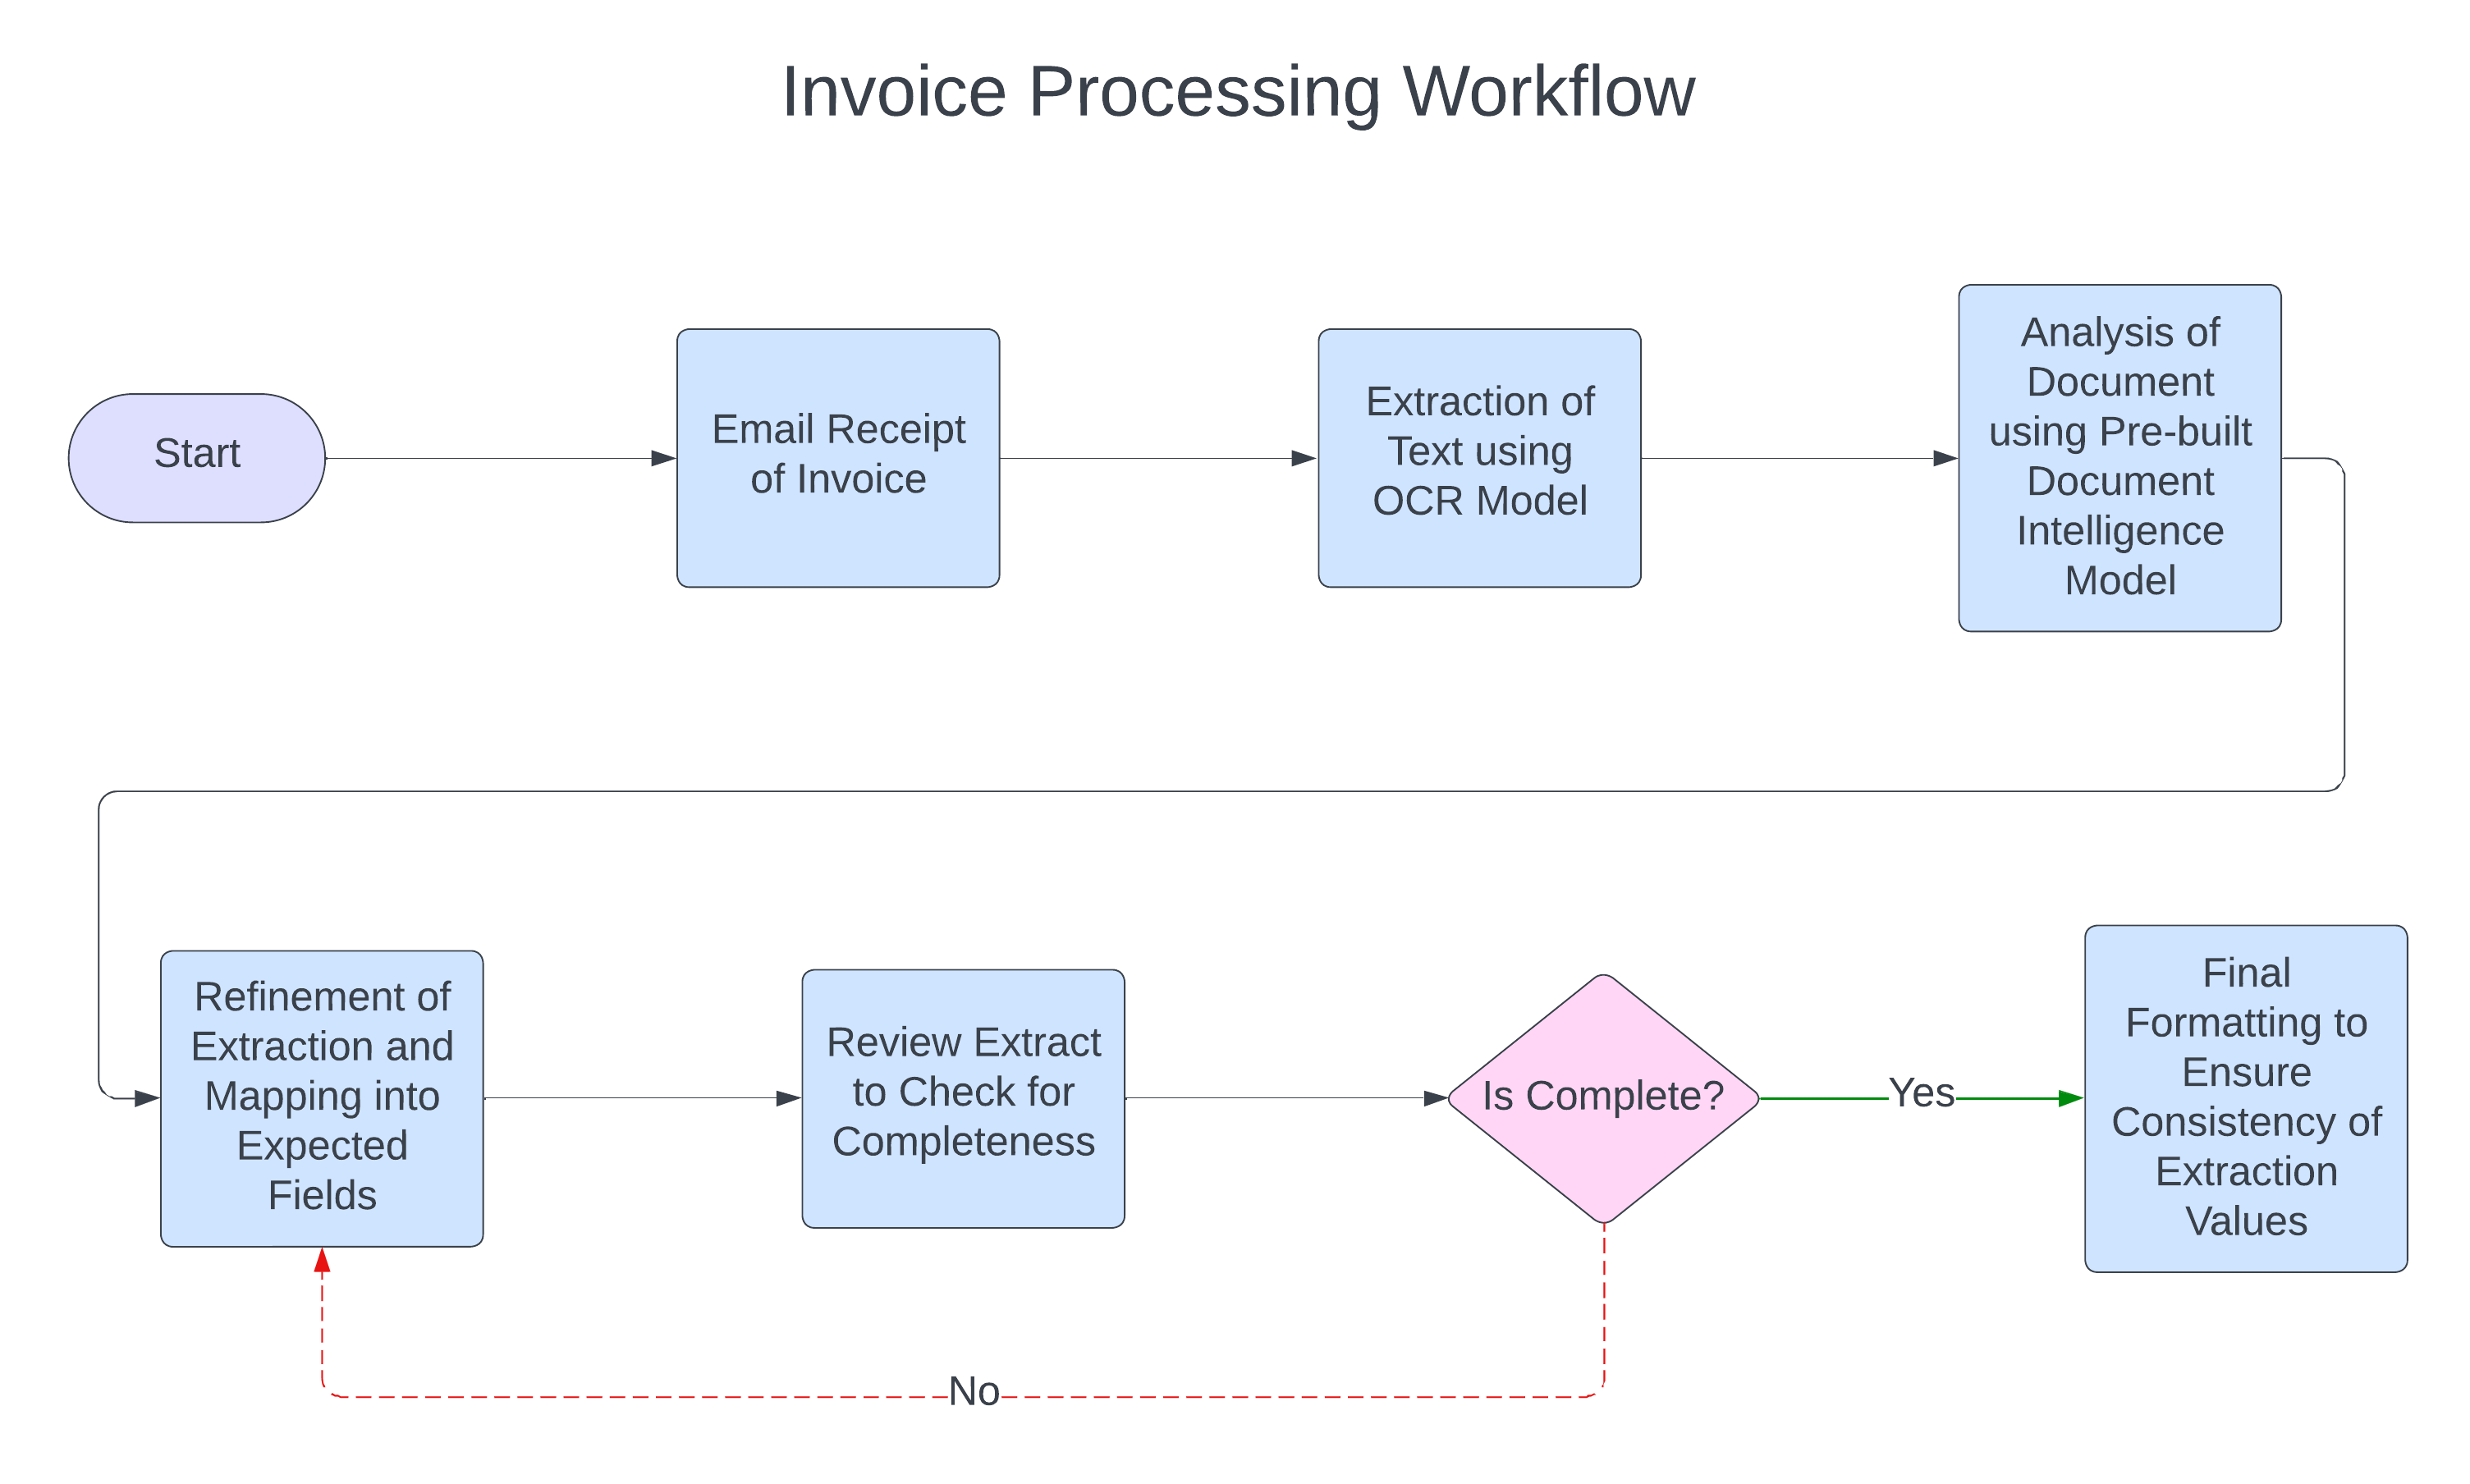 Invoice Processing Workflow
Start
Email Receipt
of Invoice
Extraction of
Text using
OCR Model
Analysis of
Document
using Pre-built
Document
Intelligence
Model
Refinement of
Extraction and
Mapping into
Expected
Fields
Review Extract
to Check for
Completeness
Is Complete?
Yes
Final
Formatting to
Ensure
Consistency of
Extraction
Values
No